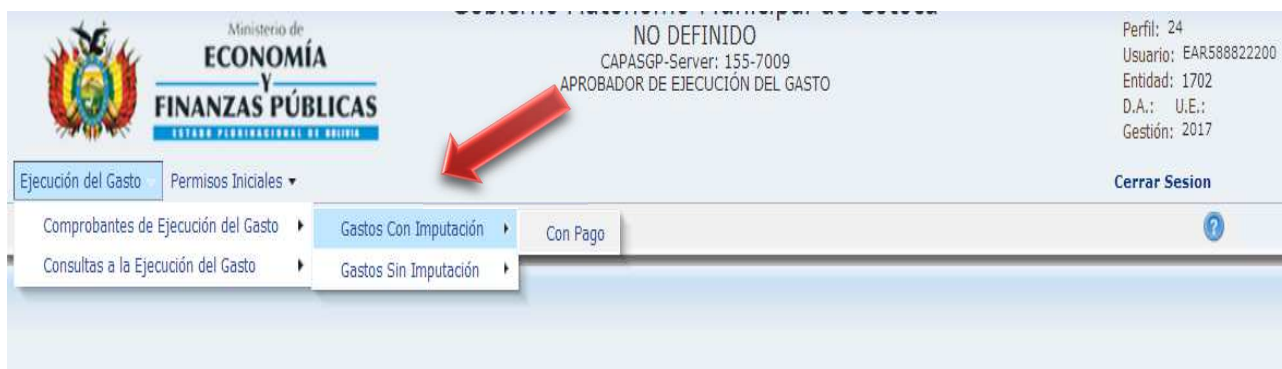 Ministerio de
ECONOMÍA
Y
FINANZAS PÚBLICAS
ESTADO PLURINACIONAL DE BOLIVIA
NO DEFINIDO
CAPASGP-Server: 155-7009
APROBADOR DE EJECUCIÓN DEL GASTO
Perfil: 24
Usuario: EAR588822200
Entidad: 1702
D.A.: U.E.:
Gestión: 2017
Cerrar Sesion
Ejecución del Gasto Permisos Iniciales
Comprobantes de Ejecución del Gasto
Consultas a la Ejecución del Gasto
Gastos Con Imputación
Gastos Sin Imputación
Con Pago